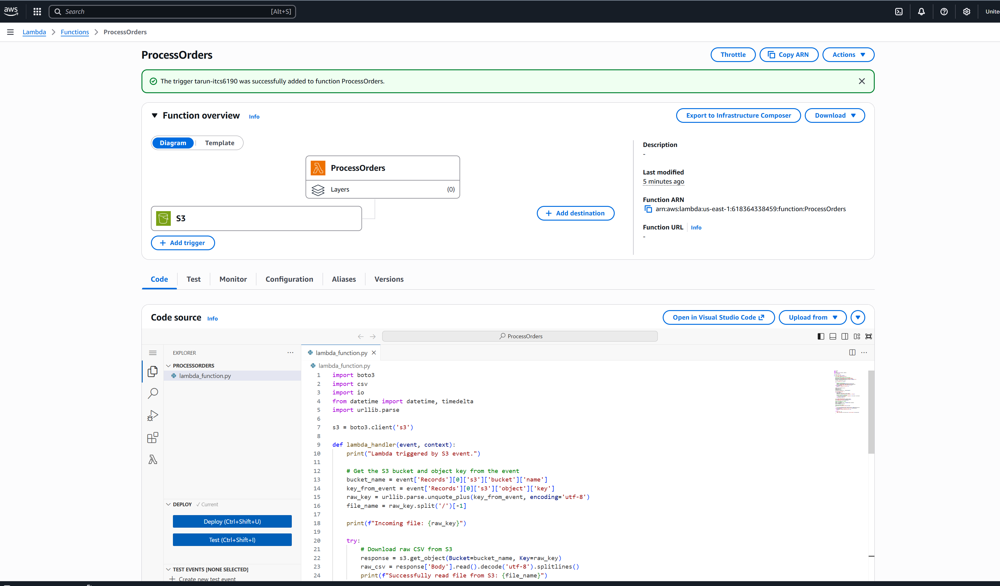 aws
Search
[Alt+S]
Lambda
Functions
ProcessOrders
ProcessOrders
Throttle
Copy ARN
Actions
The trigger tarun-itcs6190 was successfully added to function ProcessOrders.
Function overview
Info
Export to Infrastructure Composer
Download
Diagram
Template
ProcessOrders
Layers
(0)
S3
Add trigger
Add destination
Description
-
Last modified
5 minutes ago
Function ARN
arn:aws:lambda:us-east-1:618364338459:function:ProcessOrders
Function URL
Info
-
Code
Test
Monitor
Configuration
Aliases
Versions
Code source
Info
Open in Visual Studio Code
Upload from
ProcessOrders
EXPLORER
PROCESSORDERS
lambda_function.py
DEPLOY
Current
Deploy (Ctrl+Shift+U)
Test (Ctrl+Shift+I)
TEST EVENTS [NONE SELECTED]
Create new test event
lambda_function.py
lambda_function.py
1 import boto3
2 import csv
3 import io
4 from datetime import datetime, timedelta
5 import urllib.parse
6
7 s3 = boto3.client('s3')
8
9 def lambda_handler(event, context):
10 print("Lambda triggered by S3 event.")
11
12 # Get the S3 bucket and object key from the event
13 bucket_name = event['Records'][0]['s3']['bucket']['name']
14 key_from_event = event['Records'][0]['s3']['object']['key']
15 raw_key = urllib.parse.unquote_plus(key_from_event, encoding='utf-8')
16 file_name = raw_key.split('/')[-1]
17
18 print(f"Incoming file: {raw_key}")
19
20 try:
21 # Download raw CSV from S3
22 response = s3.get_object(Bucket=bucket_name, Key=raw_key)
23 raw_csv = response['Body'].read().decode('utf-8').splitlines()
24 print(f"Successfully read file from S3: {file_name}")